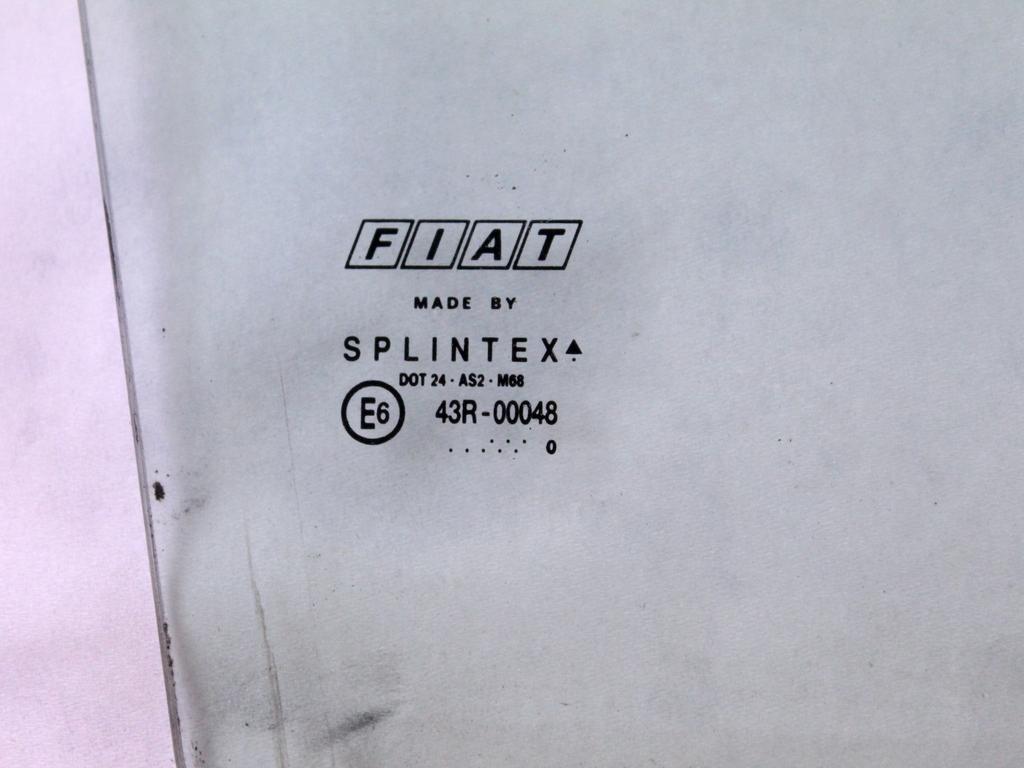 FIAT
MADE BY
SPLINTEX
DOT 24 · AS2 · M68
E6 43R-00048
0